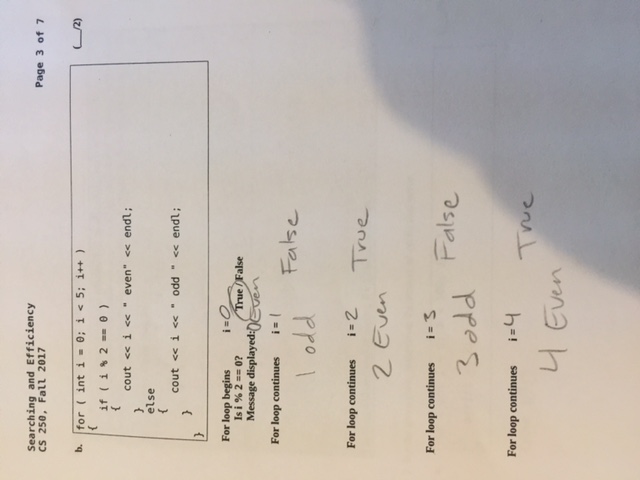 Searching and Efficiency
CS 250, Fall 2017
Page 3 of 7
b.
(__/2)
for ( int i = 0; i < 5; i++ )
{
if ( i % 2 == 0 )
{
cout << i << " even" << endl;
}
else
{
cout << i << " odd " << endl;
}
}
For loop begins i = 0
Is i % 2 == 0? True / False
Message displayed: 0 Even
For loop continues i = 1
False
1 odd
For loop continues i = 2
True
2 Even
For loop continues i = 3
False
3 odd
For loop continues i = 4
True
4 Even